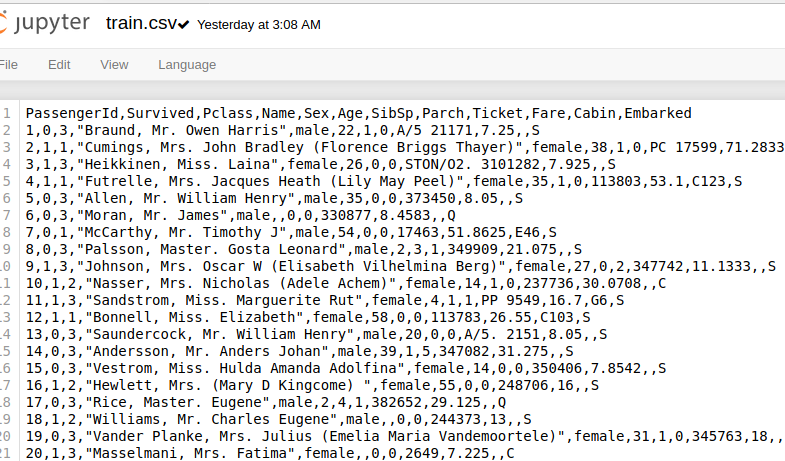 jupyter train.csv Yesterday at 3:08 AM
File Edit View Language
1 PassengerId,Survived,Pclass,Name,Sex,Age,SibSp,Parch,Ticket,Fare,Cabin,Embarked
2 1,0,3,"Braund, Mr. Owen Harris",male,22,1,0,A/5 21171,7.25,,S
3 2,1,1,"Cumings, Mrs. John Bradley (Florence Briggs Thayer)",female,38,1,0,PC 17599,71.2833
4 3,1,3,"Heikkinen, Miss. Laina",female,26,0,0,STON/O2. 3101282,7.925,,S
5 4,1,1,"Futrelle, Mrs. Jacques Heath (Lily May Peel)",female,35,1,0,113803,53.1,C123,S
6 5,0,3,"Allen, Mr. William Henry",male,35,0,0,373450,8.05,,S
7 6,0,3,"Moran, Mr. James",male,,0,0,330877,8.4583,,Q
8 7,0,1,"McCarthy, Mr. Timothy J",male,54,0,0,17463,51.8625,E46,S
9 8,0,3,"Palsson, Master. Gosta Leonard",male,2,3,1,349909,21.075,,S
10 9,1,3,"Johnson, Mrs. Oscar W (Elisabeth Vilhelmina Berg)",female,27,0,2,347742,11.1333,,S
11 10,1,2,"Nasser, Mrs. Nicholas (Adele Achem)",female,14,1,0,237736,30.0708,,C
12 11,1,3,"Sandstrom, Miss. Marguerite Rut",female,4,1,1,PP 9549,16.7,G6,S
13 12,1,1,"Bonnell, Miss. Elizabeth",female,58,0,0,113783,26.55,C103,S
14 13,0,3,"Saundercock, Mr. William Henry",male,20,0,0,A/5. 2151,8.05,,S
15 14,0,3,"Andersson, Mr. Anders Johan",male,39,1,5,347082,31.275,,S
16 15,0,3,"Vestrom, Miss. Hulda Amanda Adolfina",female,14,0,0,350406,7.8542,,S
17 16,1,2,"Hewlett, Mrs. (Mary D Kingcome) ",female,55,0,0,248706,16,,S
18 17,0,3,"Rice, Master. Eugene",male,2,4,1,382652,29.125,,Q
19 18,1,2,"Williams, Mr. Charles Eugene",male,,0,0,244373,13,,S
20 19,0,3,"Vander Planke, Mrs. Julius (Emelia Maria Vandemoortele)",female,31,1,0,345763,18,,
21 20,1,3,"Masselmani, Mrs. Fatima",female,,0,0,2649,7.225,,C